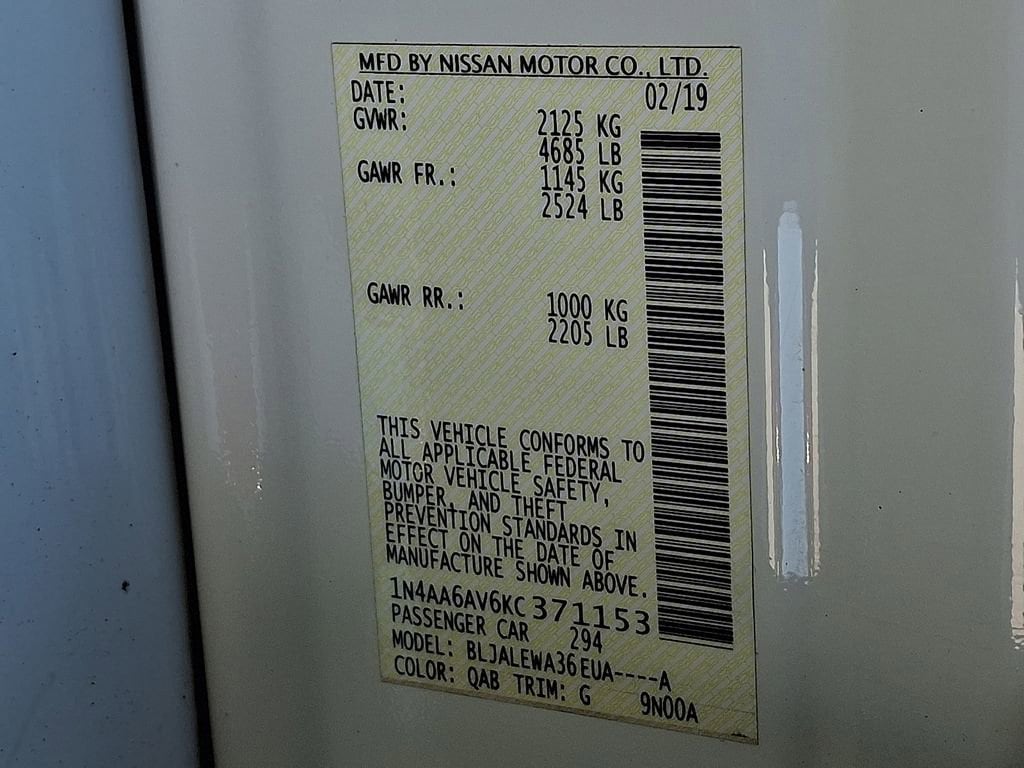 MFD BY NISSAN MOTOR CO., LTD.
DATE: 02/19
GVWR: 2125 KG
4685 LB
GAWR FR.: 1145 KG
2524 LB
GAWR RR.: 1000 KG
2205 LB
THIS VEHICLE CONFORMS TO
ALL APPLICABLE FEDERAL
MOTOR VEHICLE SAFETY,
BUMPER, AND THEFT
PREVENTION STANDARDS IN
EFFECT ON THE DATE OF
MANUFACTURE SHOWN ABOVE.
1N4AA6AV6KC371153
PASSENGER CAR 294
MODEL: BLJALEWA36EUA----A
COLOR: QAB TRIM: G 9N00A